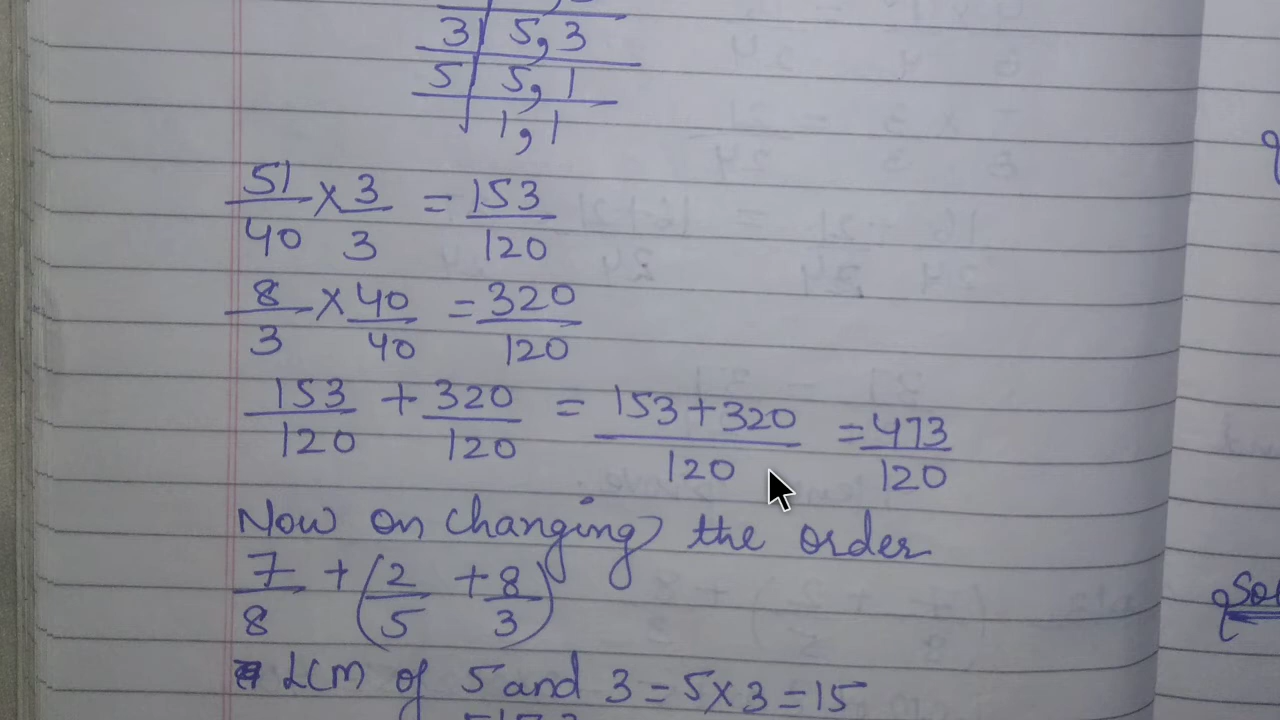 3 | 5, 3
5 | 5, 1
1, 1
51/40 × 3/3 = 153/120
8/3 × 40/40 = 320/120
153/120 + 320/120 = 153+320/120 = 473/120
Now on changing the order
7/8 + (2/5 + 8/3)
LCM of 5 and 3 = 5×3 = 15
Sol